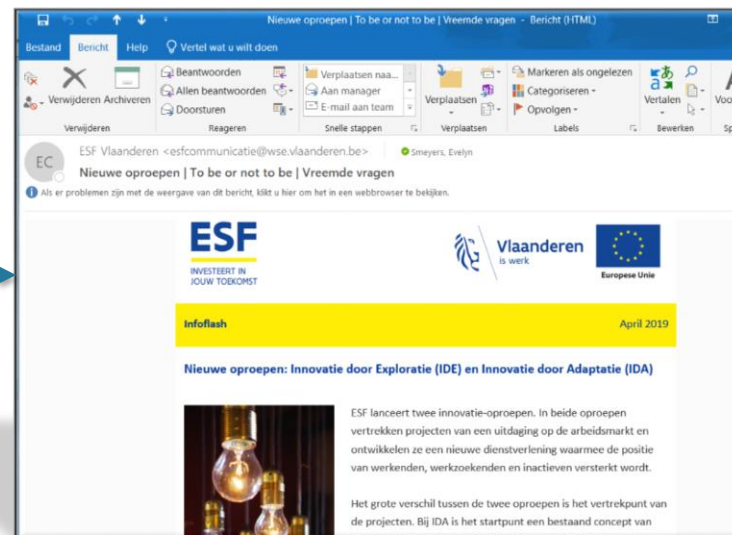 Nieuwe oproepen | To be or not to be | Vreemde vragen - Bericht (HTML)
Bestand Bericht Help Vertel wat u wilt doen
Verwijderen Archiveren
Beantwoorden
Allen beantwoorden
Doorsturen
Verplaatsen naa...
Aan manager
E-mail aan team
Verplaatsen
Markeren als ongelezen
Categoriseren
Opvolgen
Vertalen
Verwijderen Reageren Snelle stappen Verplaatsen Labels Bewerken
EC
ESF Vlaanderen <esfcommunicatie@wse.vlaanderen.be> Smeyers, Evelyn
Nieuwe oproepen | To be or not to be | Vreemde vragen
Als er problemen zijn met de weergave van dit bericht, klikt u hier om het in een webbrowser te bekijken.
ESF
INVESTEERT IN
JOUW TOEKOMST
Vlaanderen
is werk
Europese Unie
Infoflash April 2019
Nieuwe oproepen: Innovatie door Exploratie (IDE) en Innovatie door Adaptatie (IDA)
ESF lanceert twee innovatie-oproepen. In beide oproepen
vertrekken projecten van een uitdaging op de arbeidsmarkt en
ontwikkelen ze een nieuwe dienstverlening waarmee de positie
van werkenden, werkzoekenden en inactieven versterkt wordt.
Het grote verschil tussen de twee oproepen is het vertrekpunt van
de projecten. Bij IDA is het startpunt een bestaand concept van